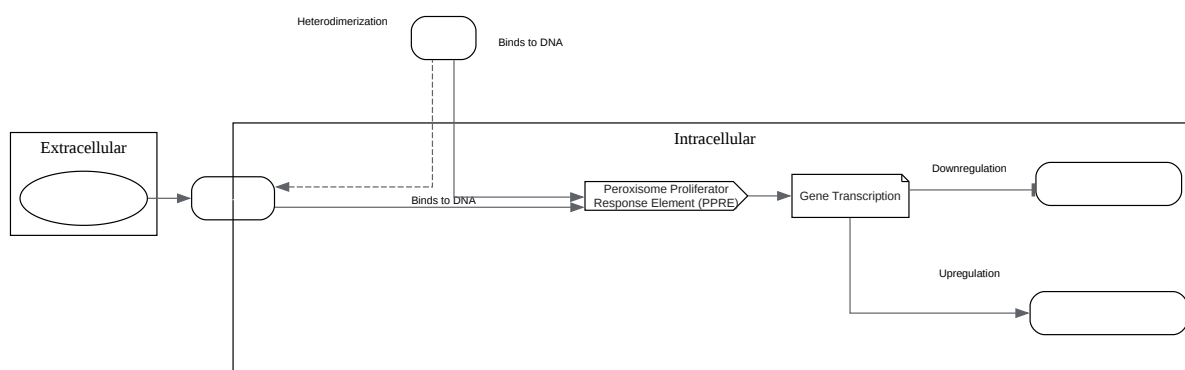 Heterodimerization
Binds to DNA
Intracellular
Extracellular
Downregulation
Peroxisome Proliferator
Response Element (PPRE)
Gene Transcription
Binds to DNA
Upregulation